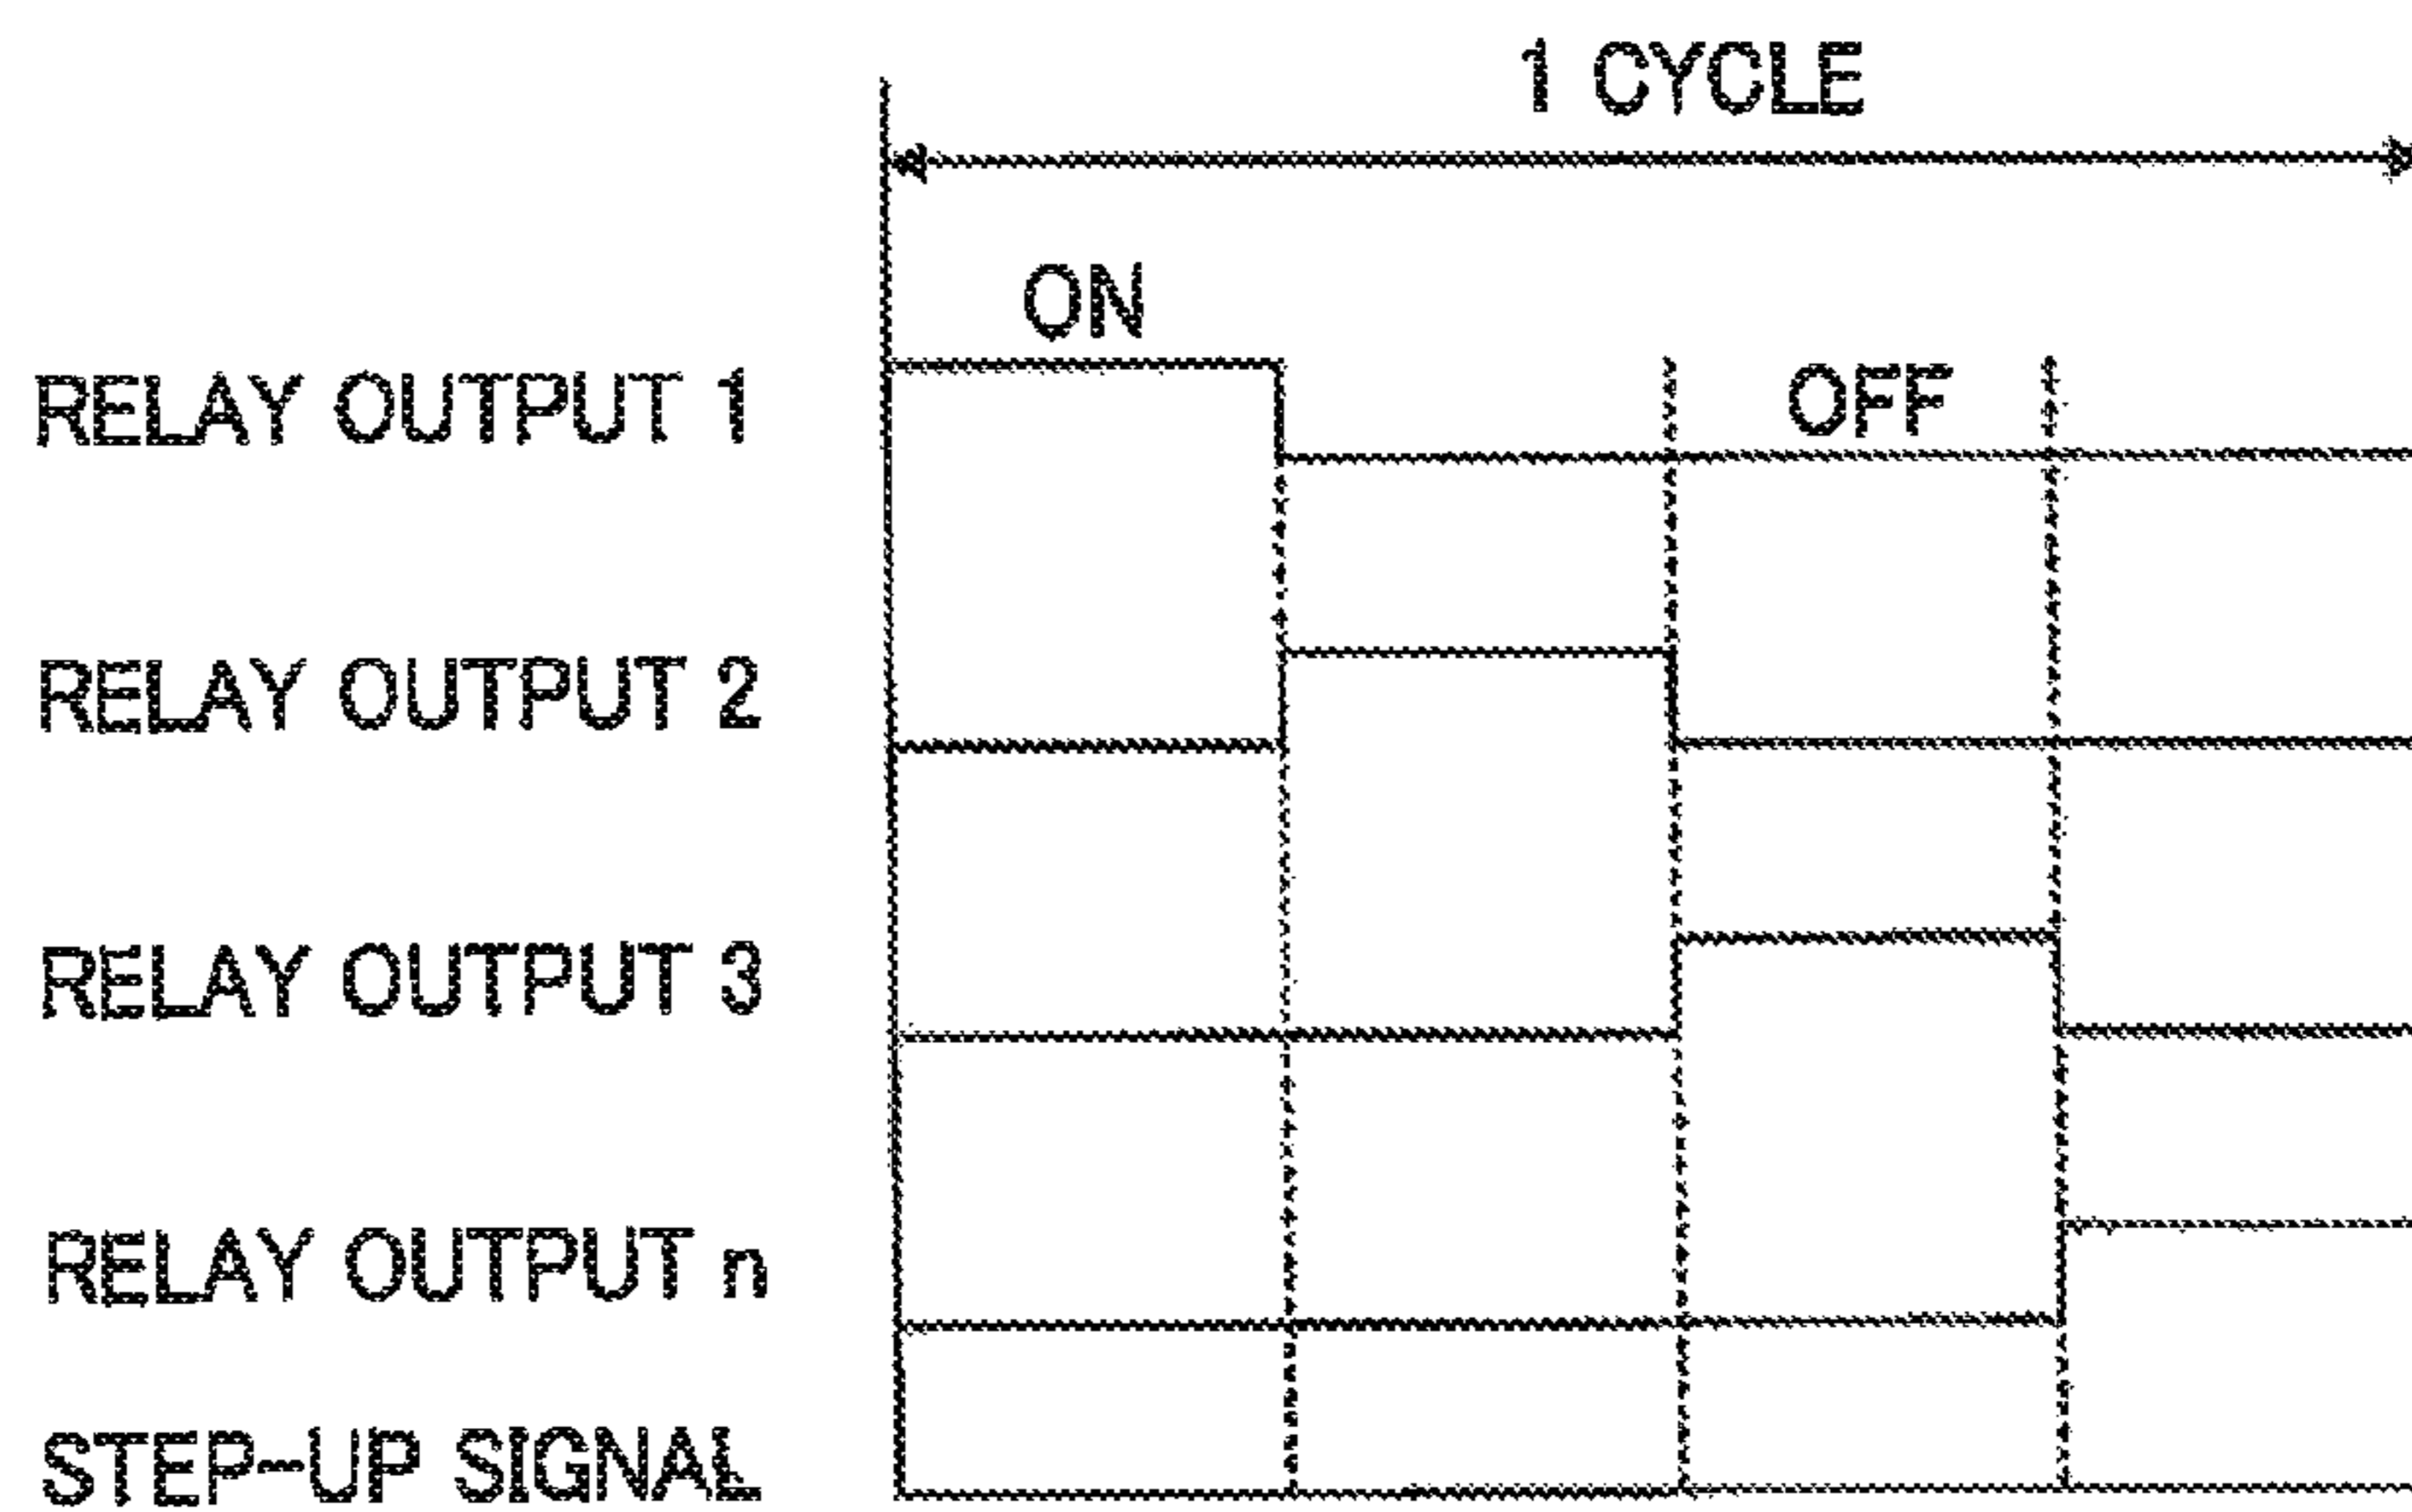 1 CYCLE
ON
RELAY OUTPUT 1
OFF
RELAY OUTPUT 2
RELAY OUTPUT 3
RELAY OUTPUT n
STEP-UP SIGNAL